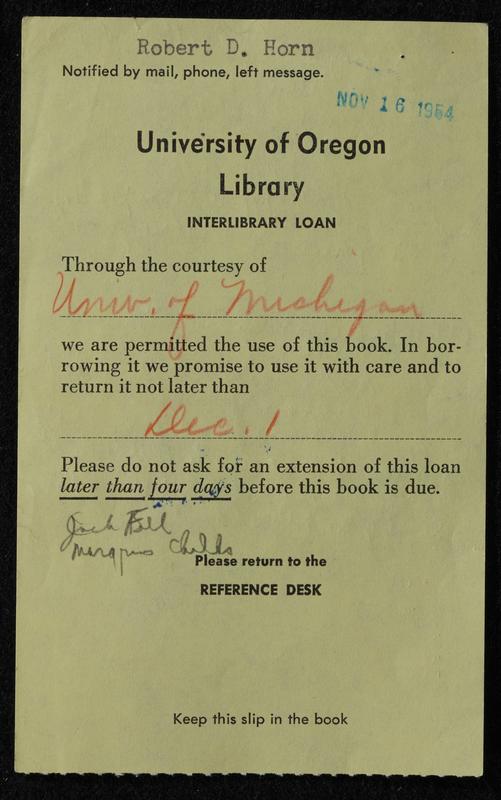 Robert D. Horn
Notified by mail, phone, left message.
NOV 16 1954
University of Oregon
Library
INTERLIBRARY LOAN
Through the courtesy of
Univ. of Michigan
we are permitted the use of this book. In bor-
rowing it we promise to use it with care and to
return it not later than
Dec. 1
Please do not ask for an extension of this loan
later than four days before this book is due.
Jack
Marquis Childs
Please return to the
REFERENCE DESK
Keep this slip in the book